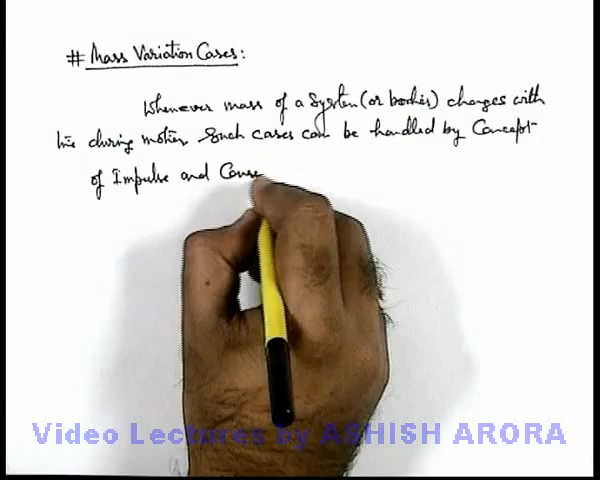 # Mass Variation Cases:
Whenever mass of a System (or bodies) changes with
time during motion Such cases can be handled by Concept
of Impulse and Conse
Video Lectures by ASHISH ARORA